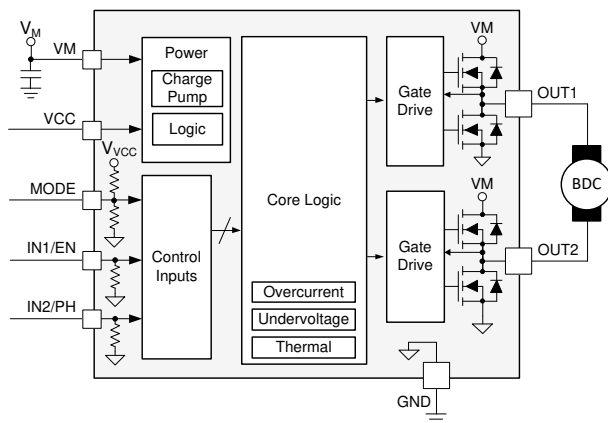 VM
VM
VCC
VVCC
MODE
IN1/EN
IN2/PH
Power
Charge
Pump
Logic
Control
Inputs
Core Logic
Overcurrent
Undervoltage
Thermal
Gate
Drive
VM
OUT1
BDC
Gate
Drive
VM
OUT2
GND